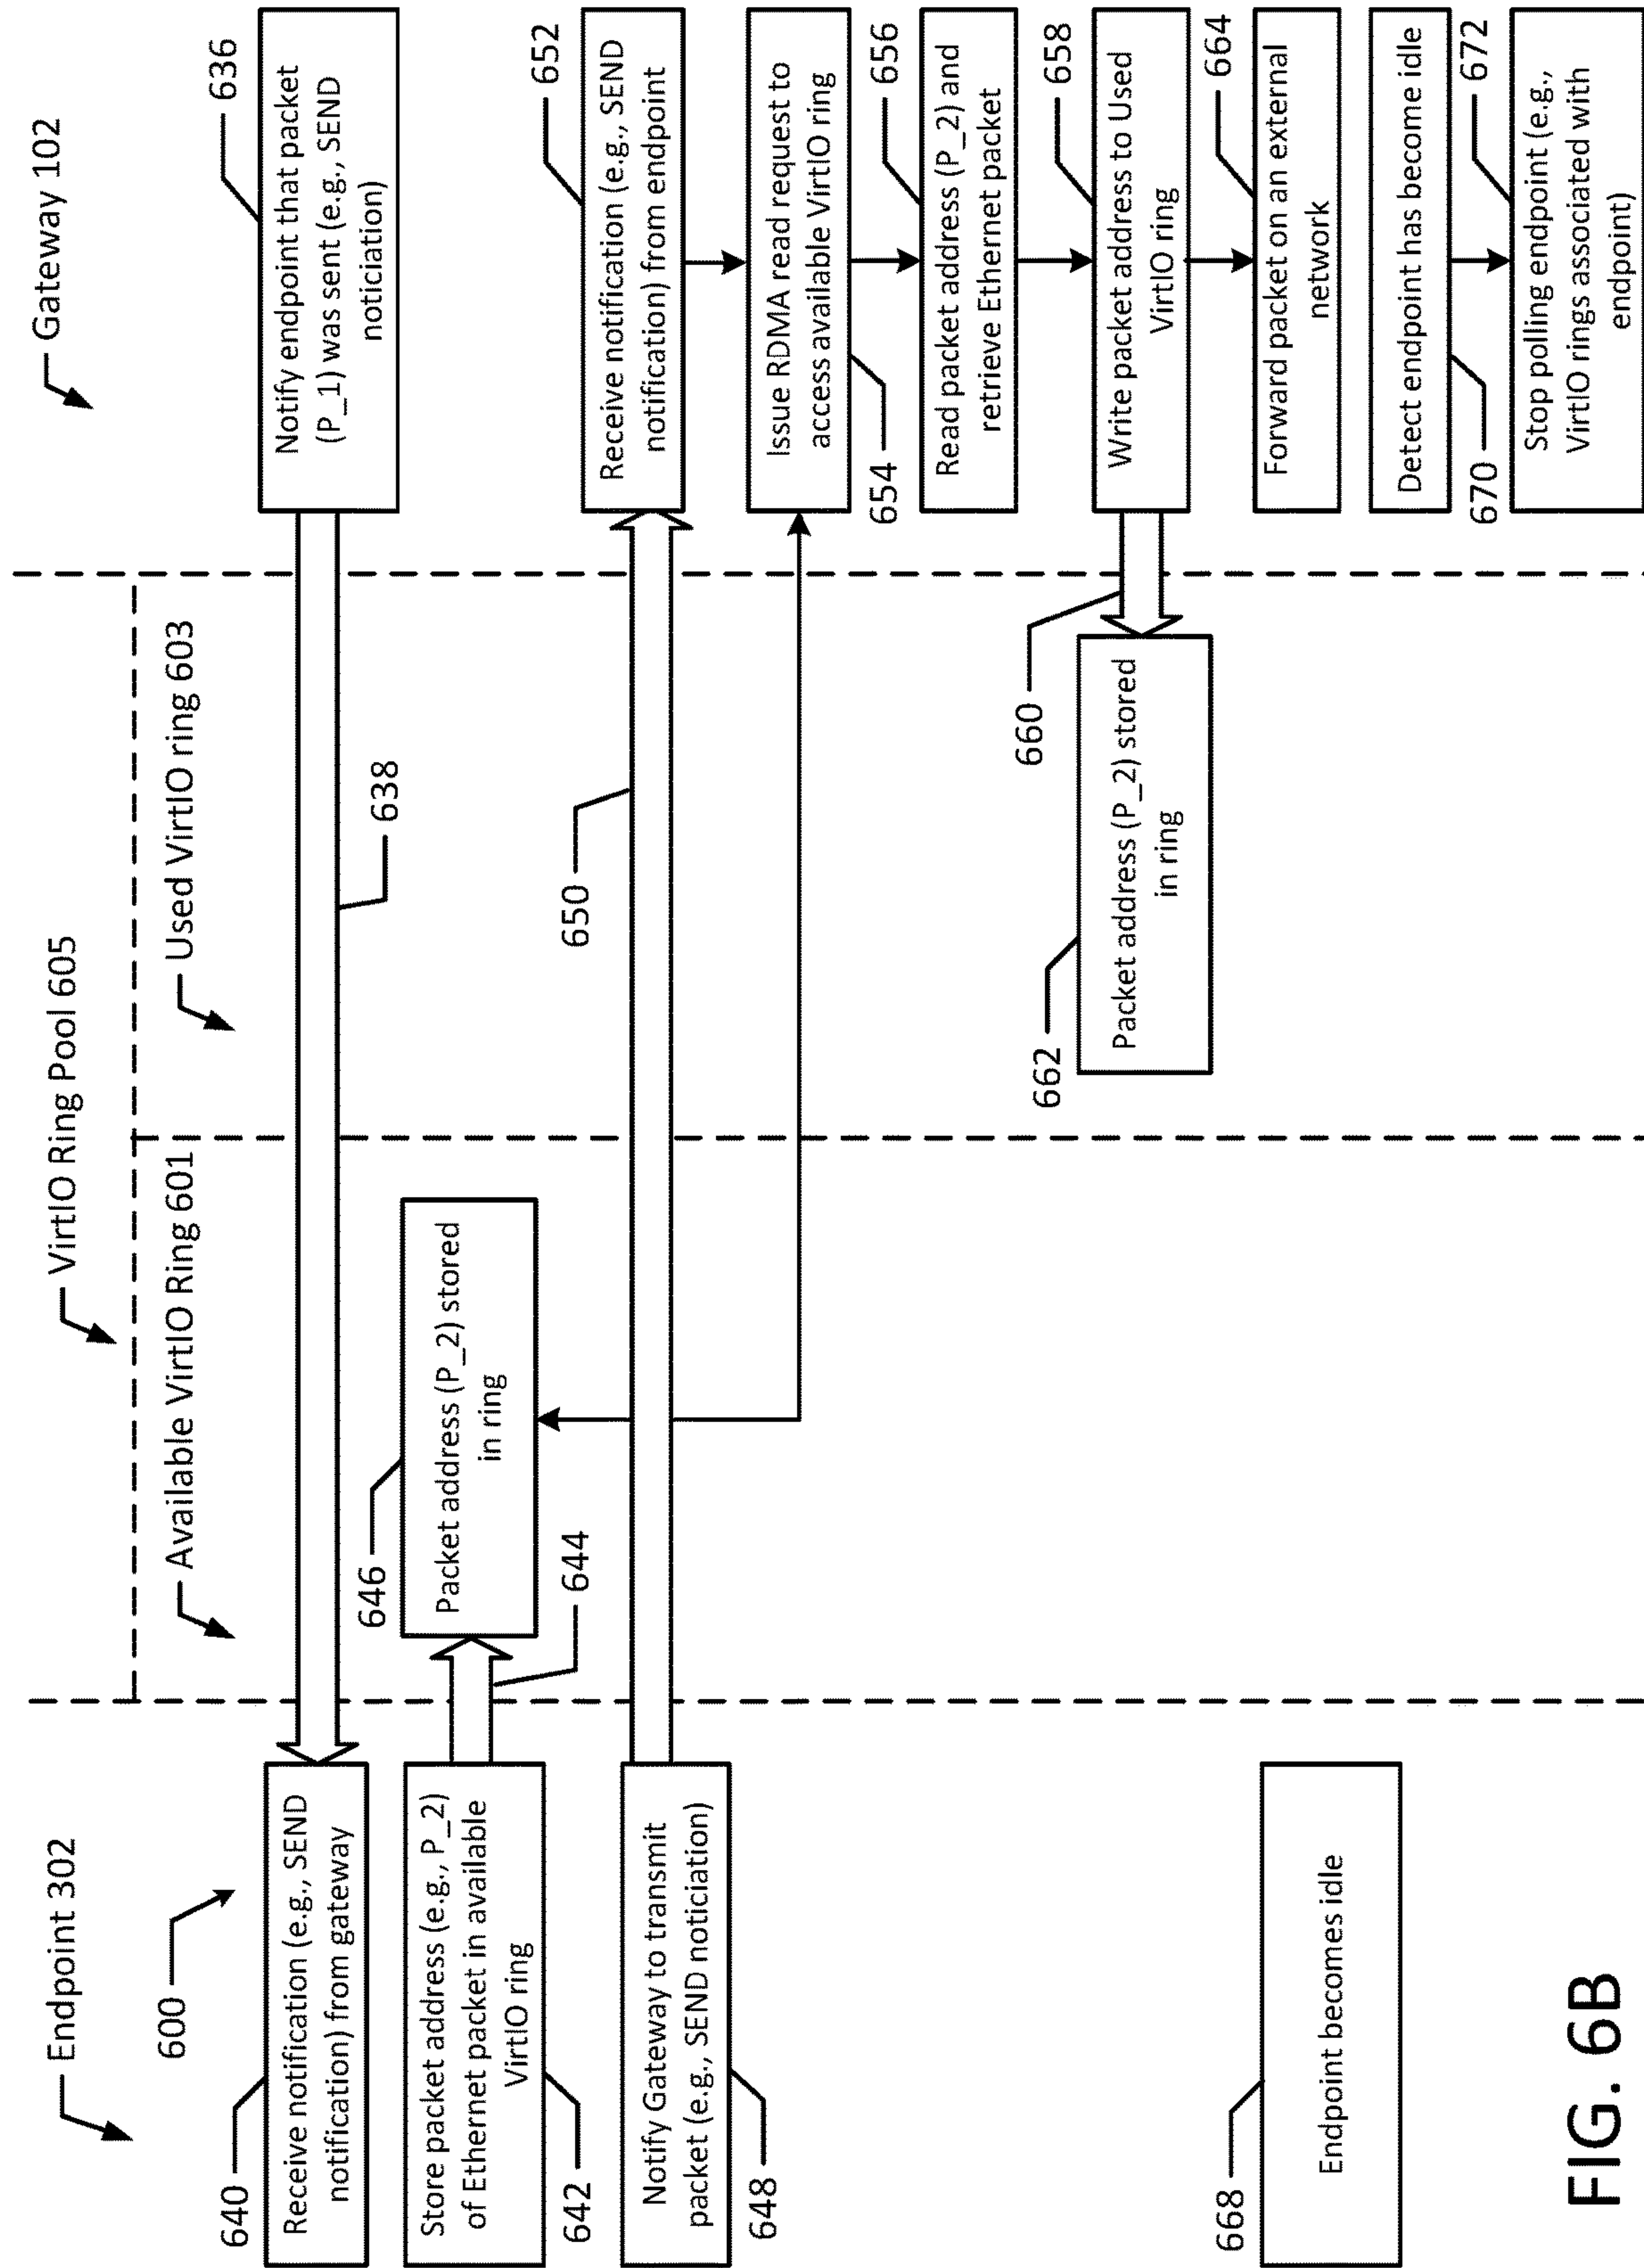 Endpoint 302
VirtIO Ring Pool 605
Gateway 102
600
Available VirtIO Ring 601
Used VirtIO ring 603
640
Receive notification (e.g., SEND
notification) from gateway
638
636
Notify endpoint that packet
(P_1) was sent (e.g., SEND
noticiation)
Store packet address (e.g., P_2)
of Ethernet packet in available
VirtIO ring
642
644
646
Packet address (P_2) stored
in ring
Notify Gateway to transmit
packet (e.g., SEND noticiation)
648
650
652
Receive notification (e.g., SEND
notification) from endpoint
Issue RDMA read request to
access available VirtIO ring
654
656
Read packet address (P_2) and
retrieve Ethernet packet
658
Write packet address to Used
VirtIO ring
660
662
Packet address (P_2) stored
in ring
664
Forward packet on an external
network
668
Endpoint becomes idle
Detect endpoint has become idle
670
672
Stop polling endpoint (e.g.,
VirtIO rings associated with
endpoint)
FIG. 6B